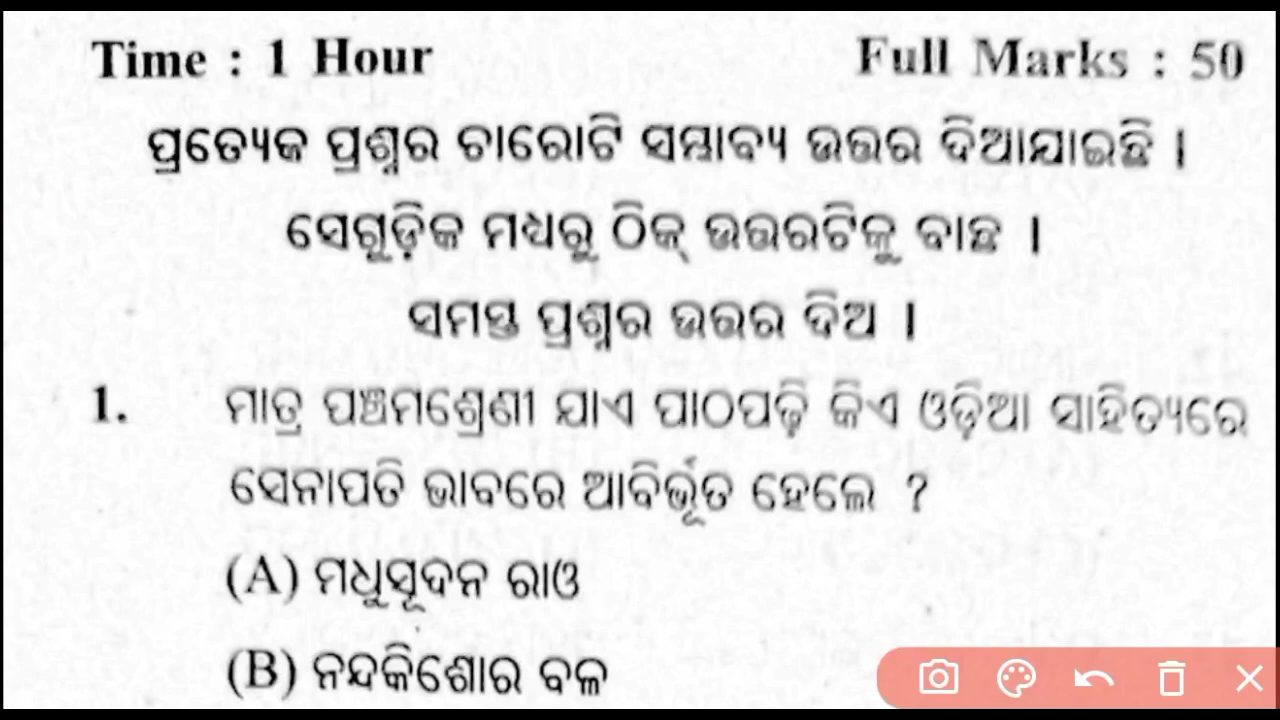 Time : 1 Hour Full Marks : 50
ପ୍ରତ୍ୟେକ ପ୍ରଶ୍ନର ଚାରୋଟି ସମ୍ଭାବ୍ୟ ଉତ୍ତର ଦିଆଯାଇଛି ।
ସେଗୁଡ଼ିକ ମଧ୍ୟରୁ ଠିକ୍ ଉତ୍ତରଟିକୁ ବାଛ ।
ସମସ୍ତ ପ୍ରଶ୍ନର ଉତ୍ତର ଦିଅ ।
1. ମାତ୍ର ପଞ୍ଚମଶ୍ରେଣୀ ଯାଏ ପାଠପଢ଼ି କିଏ ଓଡ଼ିଆ ସାହିତ୍ୟରେ
ସେନାପତି ଭାବରେ ଆବିର୍ଭୂତ ହେଲେ ?
(A) ମଧୁସୂଦନ ରାଓ
(B) ନନ୍ଦକିଶୋର ବଳ